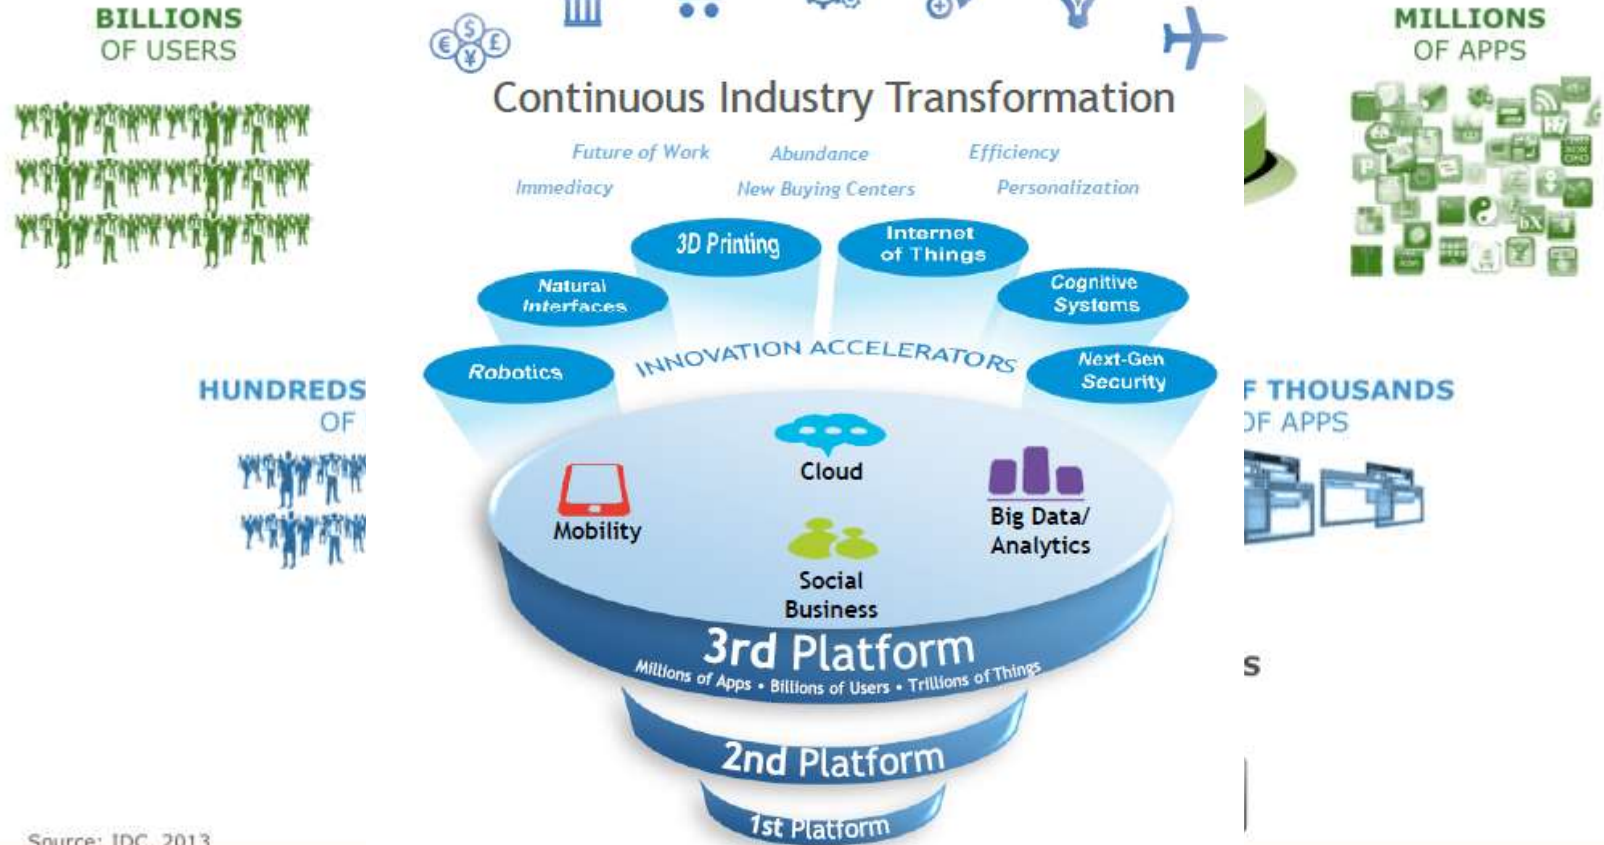 BILLIONS
OF USERS
MILLIONS
OF APPS
Continuous Industry Transformation
Future of Work
Abundance
Efficiency
Immediacy
New Buying Centers
Personalization
3D Printing
Internet
of Things
Natural
Interfaces
Cognitive
Systems
INNOVATION ACCELERATORS
Robotics
Next-Gen
Security
HUNDREDS
OF
F THOUSANDS
OF APPS
Cloud
Mobility
Big Data/
Analytics
Social
Business
3rd Platform
Millions of Apps • Billions of Users • Trillions of Things
S
2nd Platform
1st Platform
Source: IDC, 2013